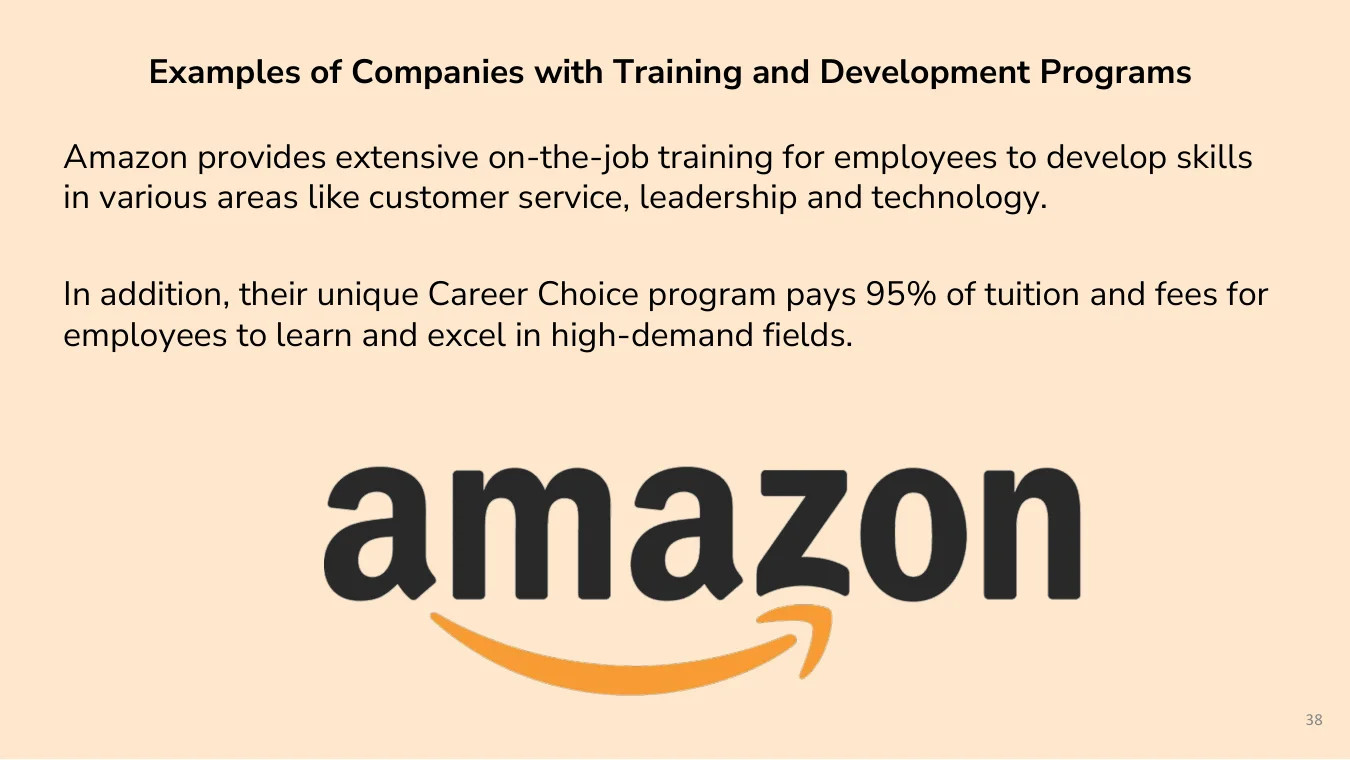 Examples of Companies with Training and Development Programs
Amazon provides extensive on-the-job training for employees to develop skills
in various areas like customer service, leadership and technology.
In addition, their unique Career Choice program pays 95% of tuition and fees for
employees to learn and excel in high-demand fields.
amazon
38